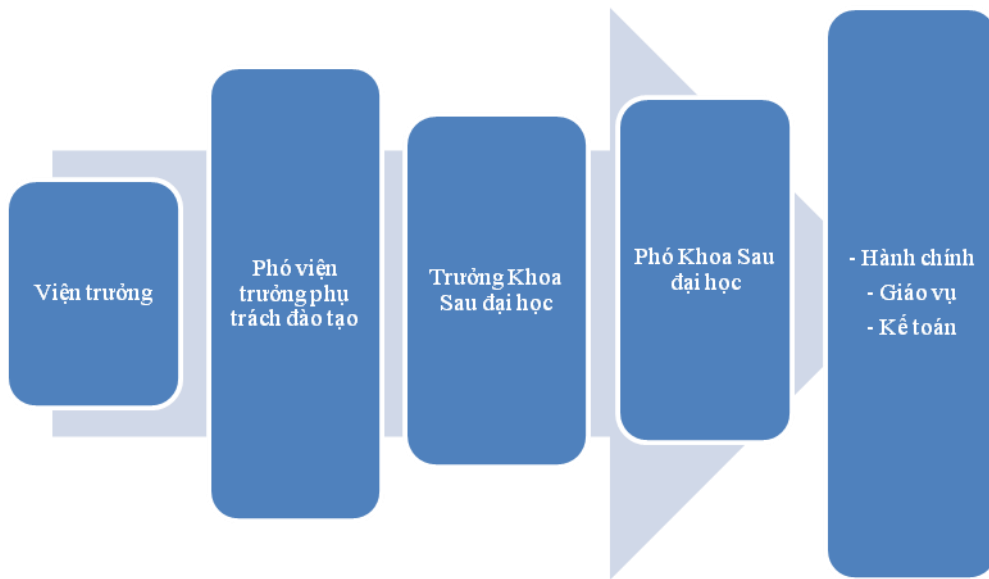 Viện trưởng
Phó viện
trưởng phụ
trách đào tạo
Trưởng Khoa
Sau đại học
Phó Khoa Sau
đại học
- Hành chính
- Giáo vụ
- Kế toán